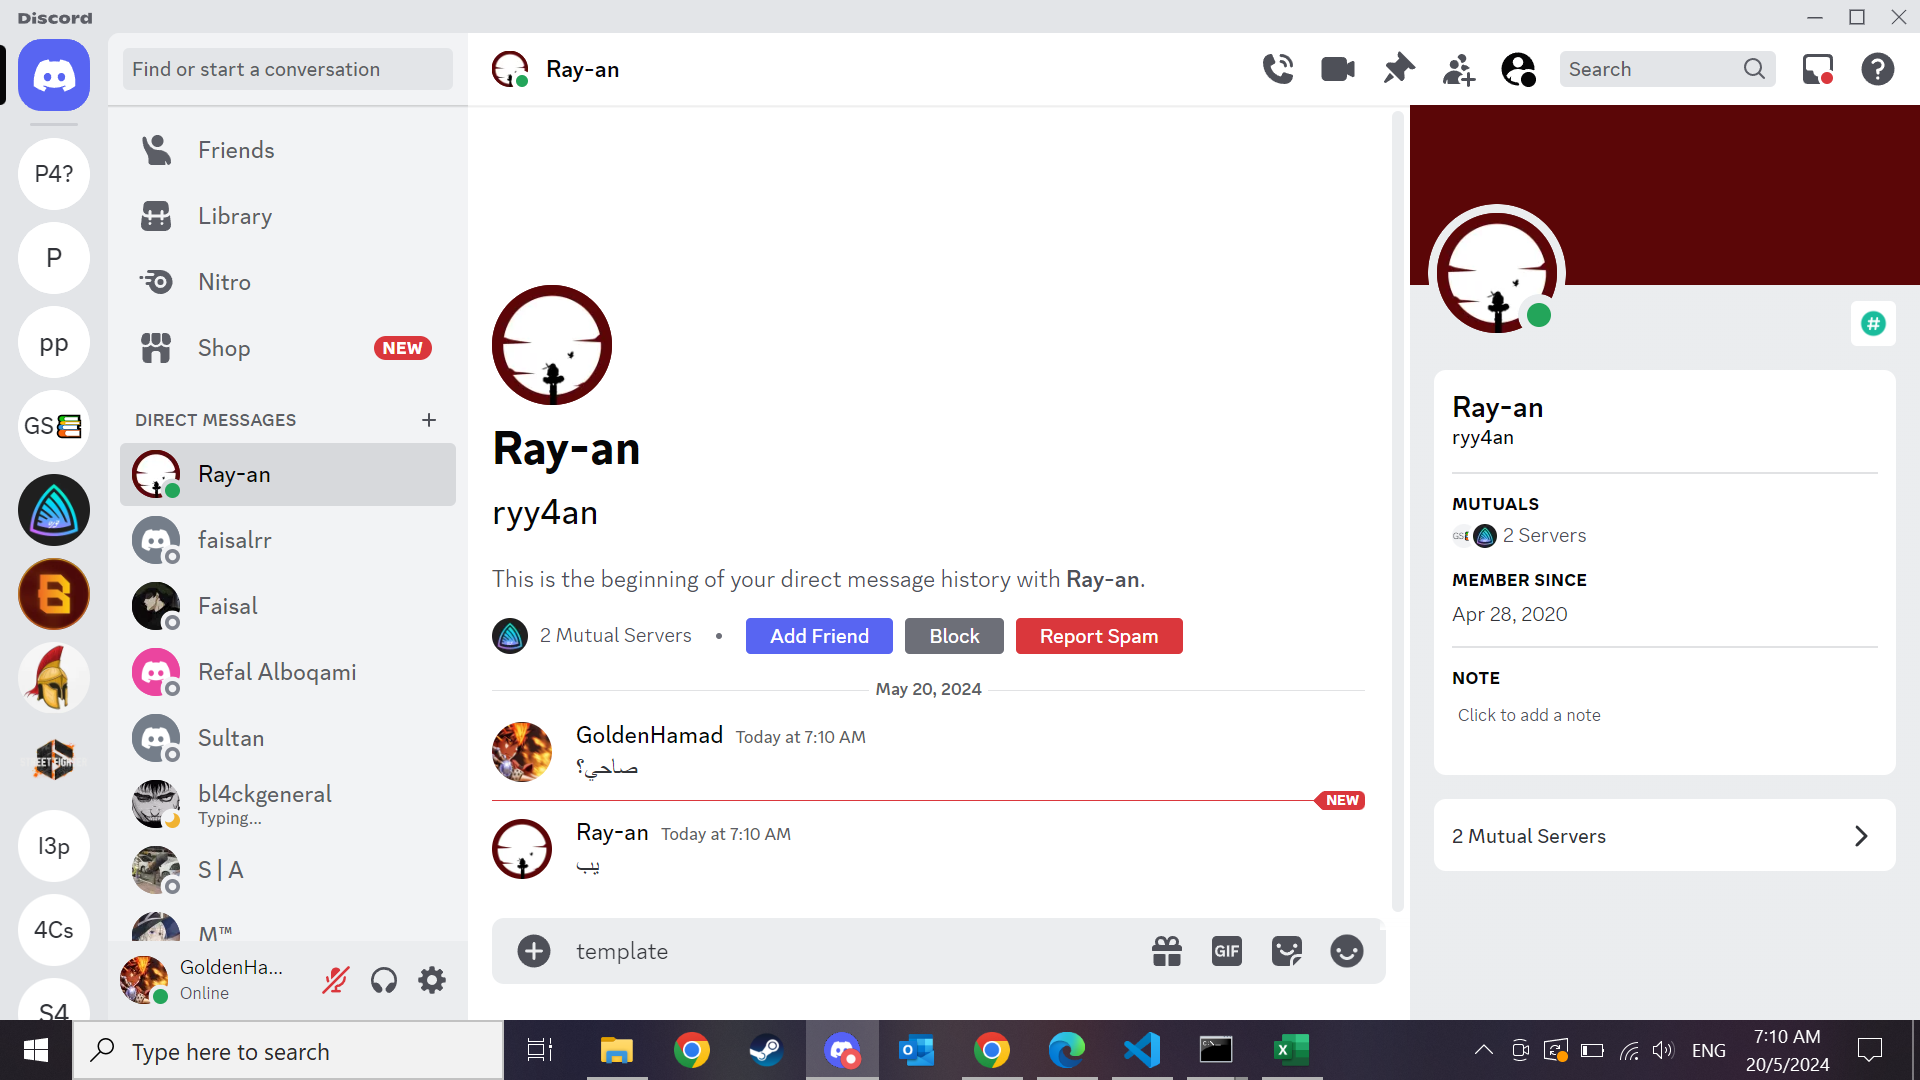 Discord
Find or start a conversation
Ray-an
Search
P4?
P
pp
GS📚
I3p
4Cs
S4
Friends
Library
Nitro
Shop
NEW
DIRECT MESSAGES
Ray-an
faisalrr
Faisal
Refal Alboqami
Sultan
bl4ckgeneral
Typing...
S | A
M™
GoldenHa...
Online
Ray-an
ryy4an
This is the beginning of your direct message history with Ray-an.
2 Mutual Servers • Add Friend Block Report Spam
May 20, 2024
GoldenHamad Today at 7:10 AM
صاحي؟
NEW
Ray-an Today at 7:10 AM
يب
template
GIF
Ray-an
ryy4an
MUTUALS
2 Servers
MEMBER SINCE
Apr 28, 2020
NOTE
Click to add a note
2 Mutual Servers
Type here to search
ENG
7:10 AM
20/5/2024